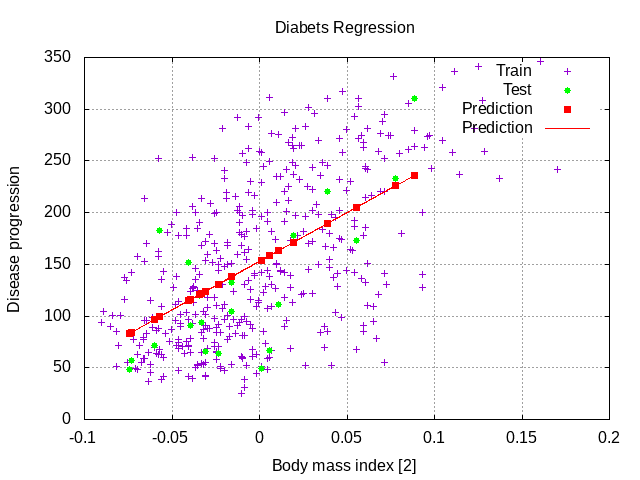 Diabets Regression
350
300
250
200
150
100
50
0
Disease progression
Train
Test
Prediction
Prediction
-0.1
-0.05
0
0.05
0.1
0.15
0.2
Body mass index [2]